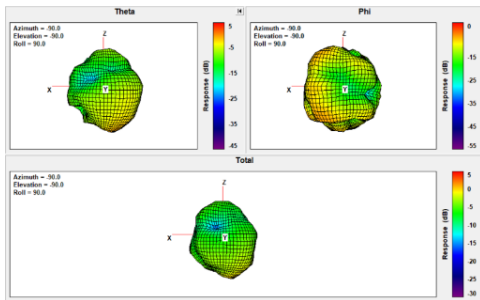 Theta
Azimuth = -90.0
Elevation = -90.0
Roll = 90.0
Z
X
Y
5
-5
-15
-25
-35
-45
Response (dB)
Phi
Azimuth = -90.0
Elevation = -90.0
Roll = 90.0
Z
X
Y
0
-5
-15
-25
-35
-45
-55
Response (dB)
Total
Azimuth = -90.0
Elevation = -90.0
Roll = 90.0
Z
X
Y
5
0
-5
-10
-15
-20
-25
-30
Response (dB)